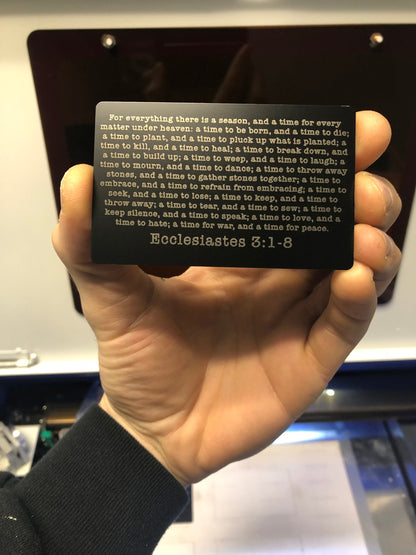 For everything there is a season, and a time for every
matter under heaven: a time to be born, and a time to die;
a time to plant, and a time to pluck up what is planted; a
time to kill, and a time to heal; a time to break down, and
a time to build up; a time to weep, and a time to laugh; a
time to mourn, and a time to dance; a time to throw away
stones, and a time to gather stones together; a time to
embrace, and a time to refrain from embracing; a time to
seek, and a time to lose; a time to keep, and a time to
throw away; a time to tear, and a time to sew; a time to
keep silence, and a time to speak; a time to love, and a
time to hate; a time for war, and a time for peace.
Ecclesiastes 3:1-8